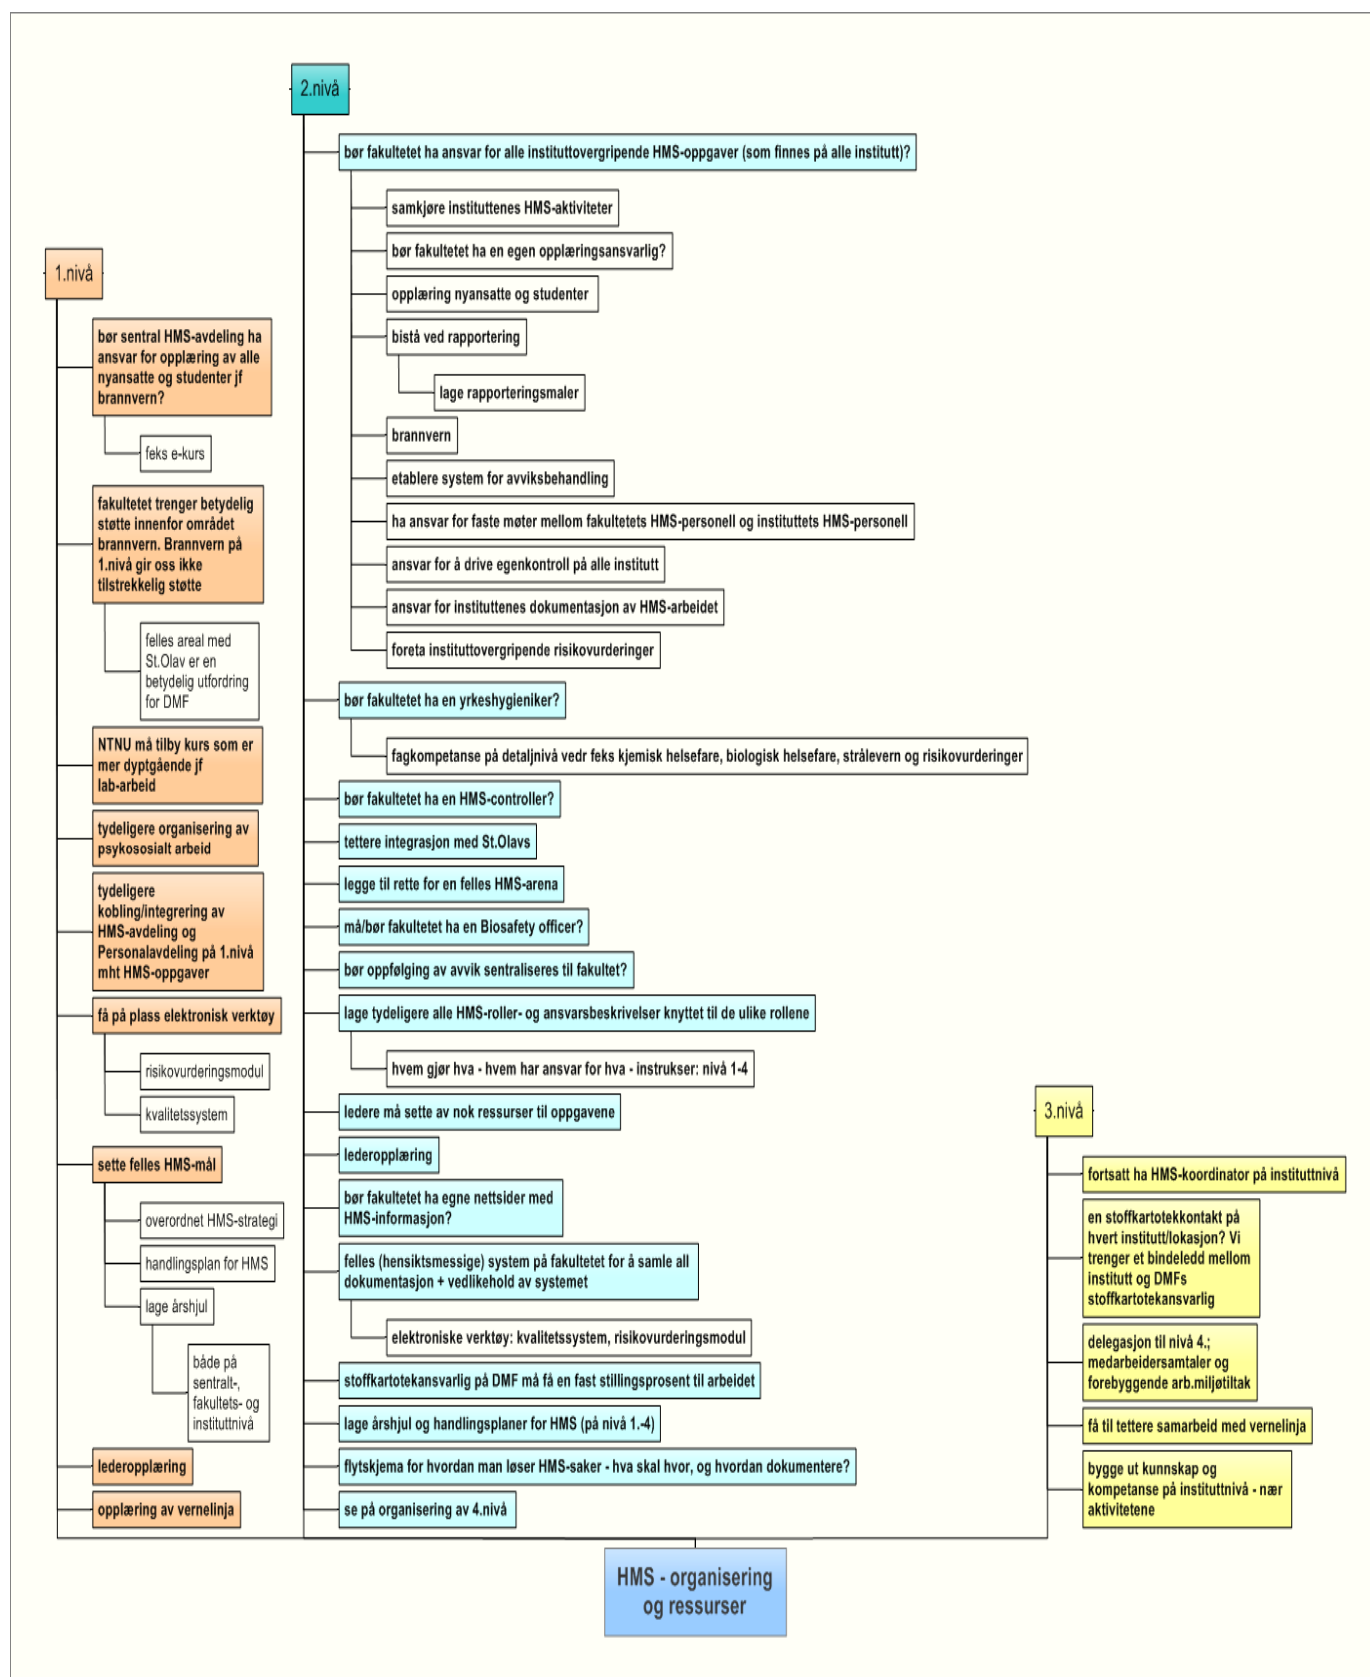 1.nivå
bør sentral HMS-avdeling ha
ansvar for opplæring av alle
nyansatte og studenter jf
brannvern?
feks e-kurs
fakultetet trenger betydelig
støtte innenfor området
brannvern. Brannvern på
1.nivå gir oss ikke
tilstrekkelig støtte
felles areal med
St.Olav er en
betydelig utfordring
for DMF
NTNU må tilby kurs som er
mer dyptgående jf
lab-arbeid
tydeligere organisering av
psykososialt arbeid
tydeligere
kobling/integrering av
HMS-avdeling og
Personalavdeling på 1.nivå
mht HMS-oppgaver
få på plass elektronisk verktøy
risikovurderingsmodul
kvalitetssystem
sette felles HMS-mål
overordnet HMS-strategi
handlingsplan for HMS
lage årshjul
både på
sentralt-,
fakultets- og
instituttnivå
lederopplæring
opplæring av vernelinja
2.nivå
bør fakultetet ha ansvar for alle instituttovergripende HMS-oppgaver (som finnes på alle institutt)?
samkjøre instituttenes HMS-aktiviteter
bør fakultetet ha en egen opplæringsansvarlig?
opplæring nyansatte og studenter
bistå ved rapportering
lage rapporteringsmaler
brannvern
etablere system for avviksbehandling
ha ansvar for faste møter mellom fakultetets HMS-personell og instituttets HMS-personell
ansvar for å drive egenkontroll på alle institutt
ansvar for instituttenes dokumentasjon av HMS-arbeidet
foreta instituttovergripende risikovurderinger
bør fakultetet ha en yrkeshygieniker?
fagkompetanse på detaljnivå vedr feks kjemisk helsefare, biologisk helsefare, strålevern og risikovurderinger
bør fakultetet ha en HMS-controller?
tettere integrasjon med St.Olavs
legge til rette for en felles HMS-arena
må/bør fakultetet ha en Biosafety officer?
bør oppfølging av avvik sentraliseres til fakultet?
lage tydeligere alle HMS-roller- og ansvarsbeskrivelser knyttet til de ulike rollene
hvem gjør hva - hvem har ansvar for hva - instrukser: nivå 1-4
ledere må sette av nok ressurser til oppgavene
lederopplæring
bør fakultetet ha egne nettsider med
HMS-informasjon?
felles (hensiktsmessige) system på fakultetet for å samle all
dokumentasjon + vedlikehold av systemet
elektroniske verktøy: kvalitetssystem, risikovurderingsmodul
stoffkartotekansvarlig på DMF må få en fast stillingsprosent til arbeidet
lage årshjul og handlingsplaner for HMS (på nivå 1.-4)
flytskjema for hvordan man løser HMS-saker - hva skal hvor, og hvordan dokumentere?
se på organisering av 4.nivå
3.nivå
fortsatt ha HMS-koordinator på instituttnivå
en stoffkartotekkontakt på
hvert institutt/lokasjon? Vi
trenger et bindeledd mellom
institutt og DMFs
stoffkartotekansvarlig
delegasjon til nivå 4.;
medarbeidersamtaler og
forebyggende arb.miljøtiltak
få til tettere samarbeid med vernelinja
bygge ut kunnskap og
kompetanse på instituttnivå - nær
aktivitetene
HMS - organisering
og ressurser